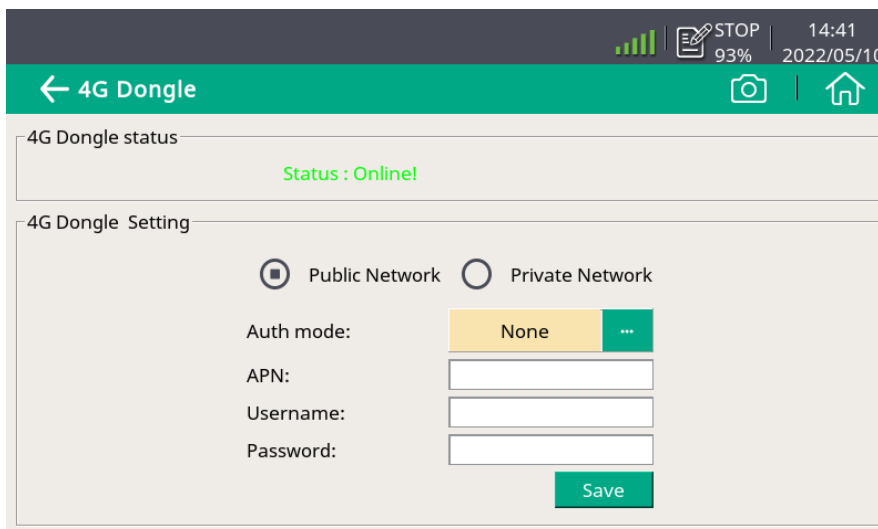 STOP 14:41
93% 2022/05/10
4G Dongle
4G Dongle status
Status : Online!
4G Dongle Setting
Public Network Private Network
Auth mode: None ...
APN:
Username:
Password:
Save